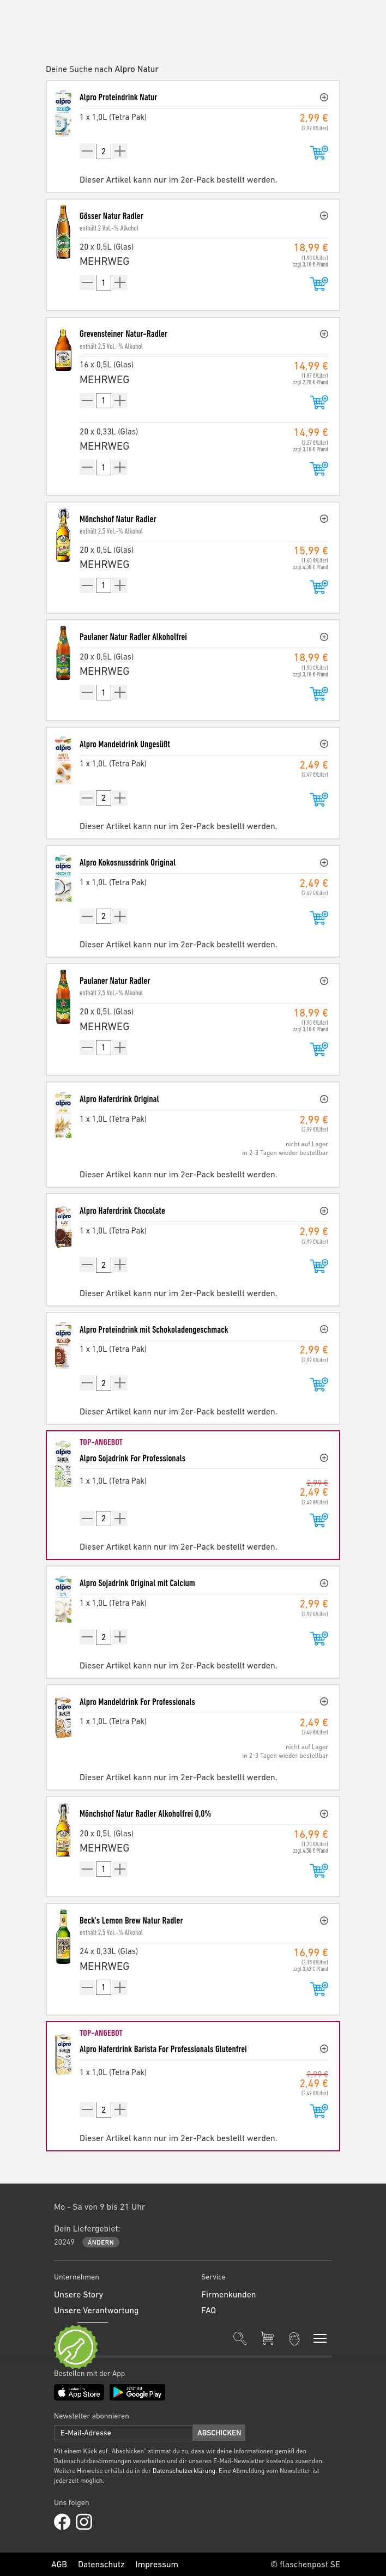 Deine Suche nach Alpro Natur
Alpro Proteindrink Natur
1 x 1,0L (Tetra Pak)
2,99 €
(2,99 €/Liter)
2
Dieser Artikel kann nur im 2er-Pack bestellt werden.
Gösser Natur Radler
enthält 2 Vol.-% Alkohol
20 x 0,5L (Glas)
18,99 €
MEHRWEG
(1,90 €/Liter)
zzgl.3,10 € Pfand
1
Grevensteiner Natur-Radler
enthält 2,5 Vol.-% Alkohol
16 x 0,5L (Glas)
14,99 €
MEHRWEG
(1,87 €/Liter)
zzgl.2,78 € Pfand
1
20 x 0,33L (Glas)
14,99 €
MEHRWEG
(2,27 €/Liter)
zzgl.3,10 € Pfand
1
Mönchshof Natur Radler
enthält 2,5 Vol.-% Alkohol
20 x 0,5L (Glas)
15,99 €
MEHRWEG
(1,60 €/Liter)
zzgl.4,50 € Pfand
1
Paulaner Natur Radler Alkoholfrei
20 x 0,5L (Glas)
18,99 €
MEHRWEG
(1,90 €/Liter)
zzgl.3,10 € Pfand
1
Alpro Mandeldrink Ungesüßt
1 x 1,0L (Tetra Pak)
2,49 €
(2,49 €/Liter)
2
Dieser Artikel kann nur im 2er-Pack bestellt werden.
Alpro Kokosnussdrink Original
1 x 1,0L (Tetra Pak)
2,49 €
(2,49 €/Liter)
2
Dieser Artikel kann nur im 2er-Pack bestellt werden.
Paulaner Natur Radler
enthält 2,5 Vol.-% Alkohol
20 x 0,5L (Glas)
18,99 €
MEHRWEG
(1,90 €/Liter)
zzgl.3,10 € Pfand
1
Alpro Haferdrink Original
1 x 1,0L (Tetra Pak)
2,99 €
(2,99 €/Liter)
nicht auf Lager
in 2-3 Tagen wieder bestellbar
Dieser Artikel kann nur im 2er-Pack bestellt werden.
Alpro Haferdrink Chocolate
1 x 1,0L (Tetra Pak)
2,99 €
(2,99 €/Liter)
2
Dieser Artikel kann nur im 2er-Pack bestellt werden.
Alpro Proteindrink mit Schokoladengeschmack
1 x 1,0L (Tetra Pak)
2,99 €
(2,99 €/Liter)
2
Dieser Artikel kann nur im 2er-Pack bestellt werden.
TOP-ANGEBOT
Alpro Sojadrink For Professionals
1 x 1,0L (Tetra Pak)
2,99 €
2,49 €
(2,49 €/Liter)
2
Dieser Artikel kann nur im 2er-Pack bestellt werden.
Alpro Sojadrink Original mit Calcium
1 x 1,0L (Tetra Pak)
2,99 €
(2,99 €/Liter)
2
Dieser Artikel kann nur im 2er-Pack bestellt werden.
Alpro Mandeldrink For Professionals
1 x 1,0L (Tetra Pak)
2,49 €
(2,49 €/Liter)
nicht auf Lager
in 2-3 Tagen wieder bestellbar
Dieser Artikel kann nur im 2er-Pack bestellt werden.
Mönchshof Natur Radler Alkoholfrei 0,0%
20 x 0,5L (Glas)
16,99 €
MEHRWEG
(1,70 €/Liter)
zzgl.4,50 € Pfand
1
Beck's Lemon Brew Natur Radler
enthält 2,5 Vol.-% Alkohol
24 x 0,33L (Glas)
16,99 €
MEHRWEG
(2,15 €/Liter)
zzgl.3,42 € Pfand
1
TOP-ANGEBOT
Alpro Haferdrink Barista For Professionals Glutenfrei
1 x 1,0L (Tetra Pak)
2,99 €
2,49 €
(2,49 €/Liter)
2
Dieser Artikel kann nur im 2er-Pack bestellt werden.
Mo - Sa von 9 bis 21 Uhr
Dein Liefergebiet:
20249 ÄNDERN
Unternehmen Service
Unsere Story Firmenkunden
Unsere Verantwortung FAQ
Bestellen mit der App
Laden im App Store
Google Play
Newsletter abonnieren
E-Mail-Adresse ABSCHICKEN
Mit einem Klick auf „Abschicken" stimmst du zu, dass wir deine Informationen gemäß den
Datenschutzbestimmungen verarbeiten und dir unseren E-Mail-Newsletter kostenlos zusenden.
Weitere Hinweise erhälst du in der Datenschutzerklärung. Eine Abmeldung vom Newsletter ist
jederzeit möglich.
Uns folgen
AGB Datenschutz Impressum © flaschenpost SE